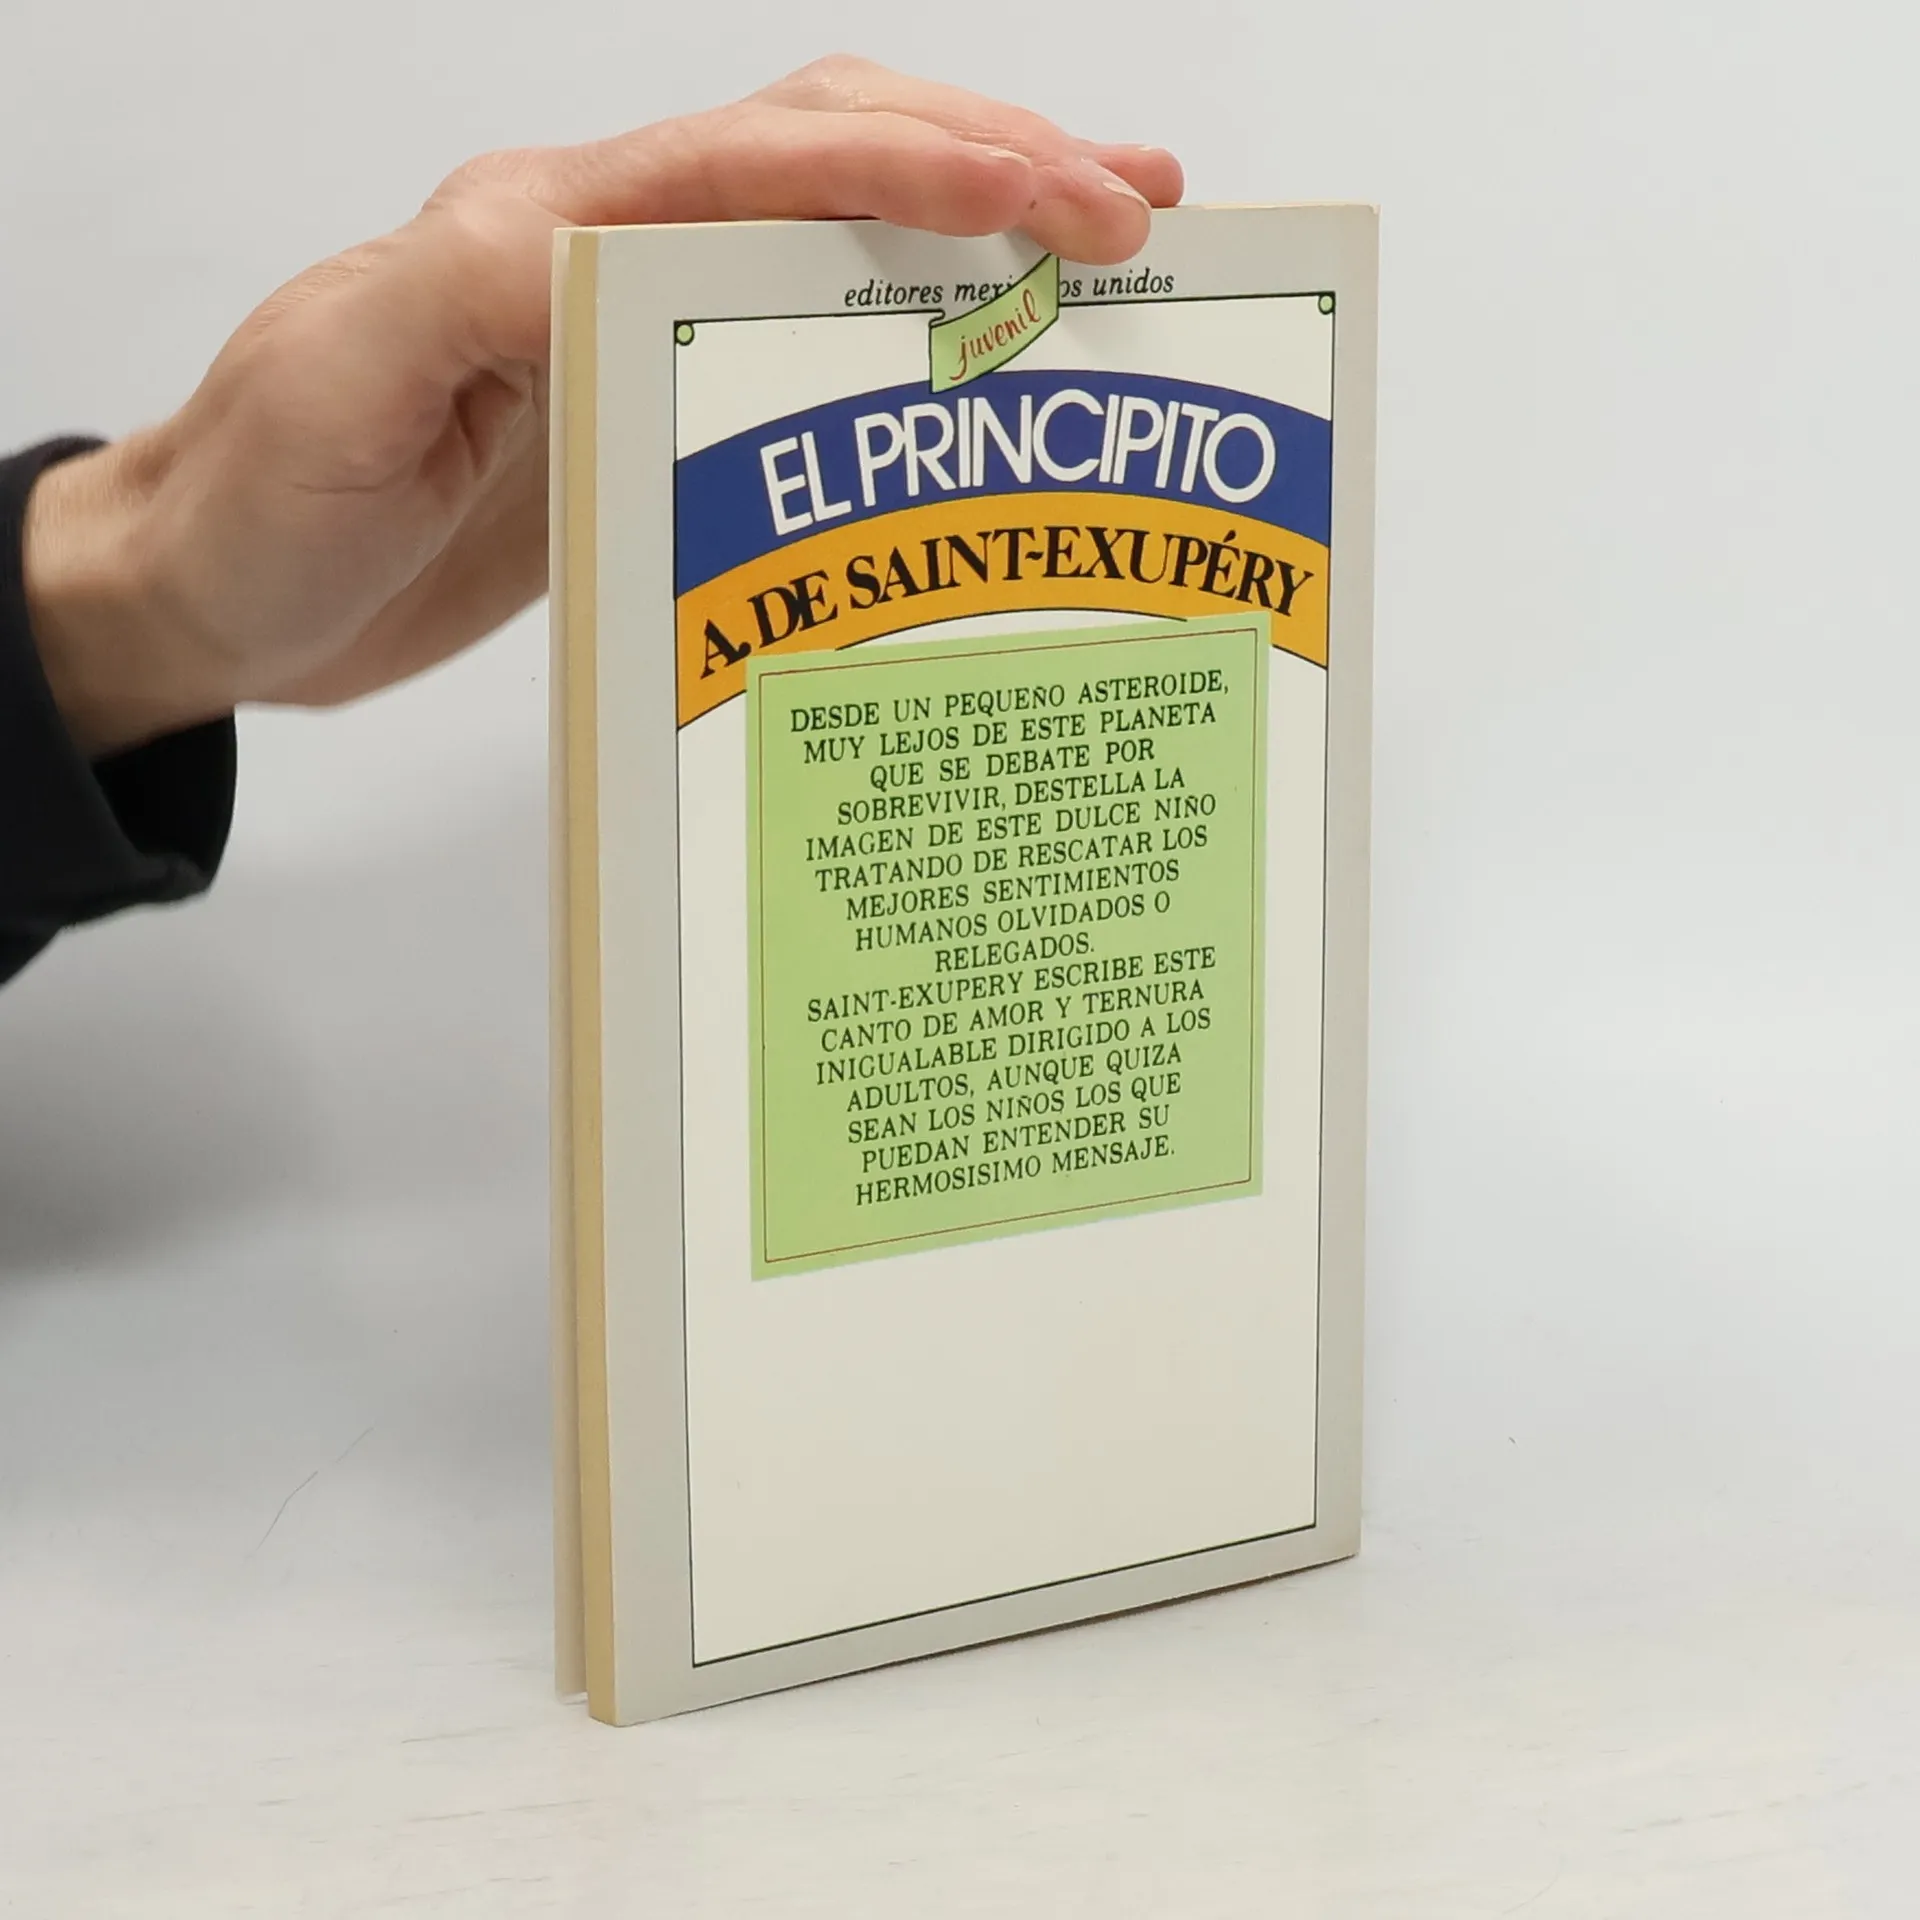 editores mexi os unidos
juvenil
EL PRINCIPITO
A. DE SAINT-EXUPÉRY
DESDE UN PEQUEÑO ASTEROIDE,
MUY LEJOS DE ESTE PLANETA
QUE SE DEBATE POR
SOBREVIVIR, DESTELLA LA
IMAGEN DE ESTE DULCE NIÑO
TRATANDO DE RESCATAR LOS
MEJORES SENTIMIENTOS
HUMANOS OLVIDADOS O
RELEGADOS.
SAINT-EXUPERY ESCRIBE ESTE
CANTO DE AMOR Y TERNURA
INIGUALABLE DIRIGIDO A LOS
ADULTOS, AUNQUE QUIZA
SEAN LOS NIÑOS LOS QUE
PUEDAN ENTENDER SU
HERMOSISIMO MENSAJE.